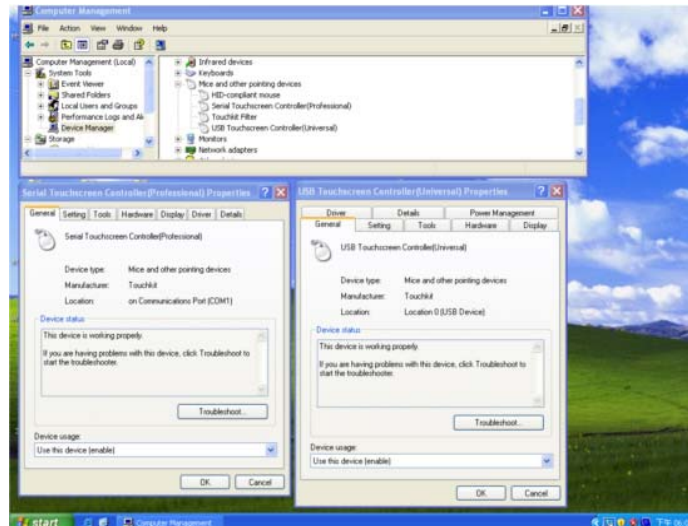 Computer Management
File Action View Window Help
Computer Management (Local)
System Tools
Event Viewer
Shared Folders
Local Users and Groups
Performance Logs and Al
Device Manager
Storage
Infrared devices
Keyboards
Mice and other pointing devices
HID-compliant mouse
Serial Touchscreen Controller(Professional)
Touchkit Filter
USB Touchscreen Controller(Universal)
Monitors
Network adapters
Serial Touchscreen Controller(Professional) Properties
General Setting Tools Hardware Display Driver Details
Serial Touchscreen Controller(Professional)
Device type: Mice and other pointing devices
Manufacturer: Touchkit
Location: on Communications Port (COM1)
Device status
This device is working properly.
If you are having problems with this device, click Troubleshoot to
start the troubleshooter.
Troubleshoot...
Device usage:
Use this device (enable)
OK Cancel
USB Touchscreen Controller(Universal) Properties
Driver Details Power Management
General Setting Tools Hardware Display
USB Touchscreen Controller(Universal)
Device type: Mice and other pointing devices
Manufacturer: Touchkit
Location: Location 0 (USB Device)
Device status
This device is working properly.
If you are having problems with this device, click Troubleshoot to
start the troubleshooter.
Troubleshoot...
Device usage:
Use this device (enable)
OK Cancel
start Computer Management 下午